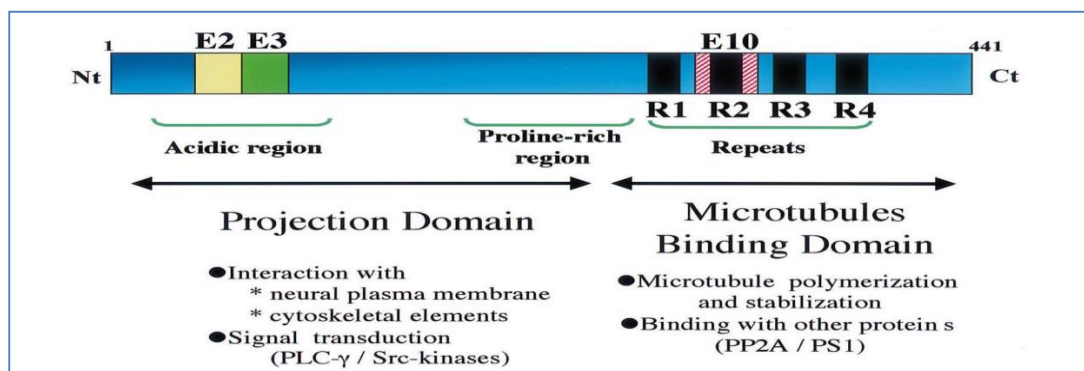 1 E2 E3 E10 441
Nt Ct
R1 R2 R3 R4
Acidic region
Proline-rich
region
Repeats
Projection Domain
●Interaction with
* neural plasma membrane
* cytoskeletal elements
●Signal transduction
(PLC-γ / Src-kinases)
Microtubules
Binding Domain
●Microtubule polymerization
and stabilization
●Binding with other protein s
(PP2A / PS1)